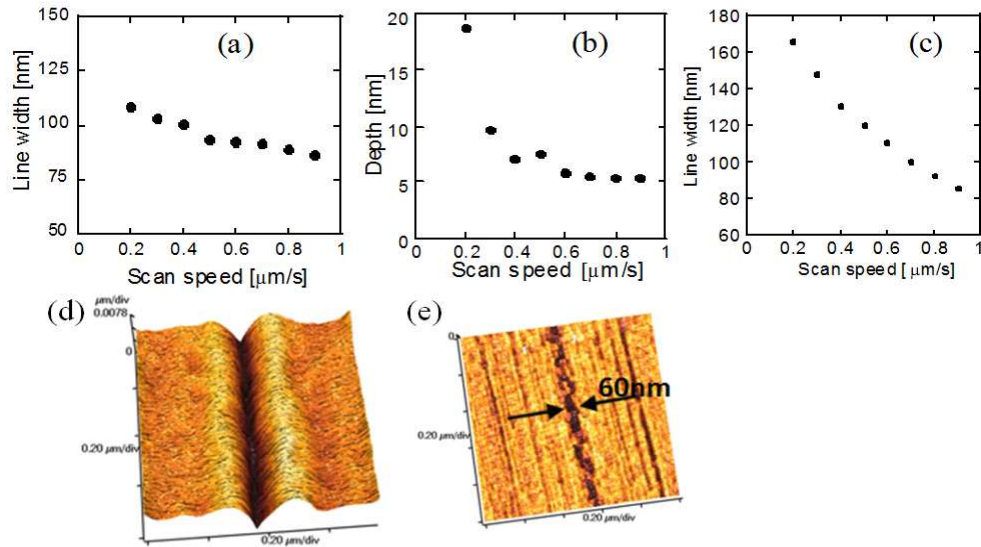 (a)
Line width [nm]
150
125
100
75
50
0 0.2 0.4 0.6 0.8 1
Scan speed [μm/s]
(b)
Depth [nm]
20
15
10
5
0
0 0.2 0.4 0.6 0.8 1
Scan speed [μm/s]
(c)
Line width [nm]
180
160
140
120
100
80
60
0 0.2 0.4 0.6 0.8 1
Scan speed [ μm/s]
(d)
μm/div
0.0078
0
0.20 μm/div
0.20 μm/div
(e)
0
60nm
0.20 μm/div
0.20 μm/div